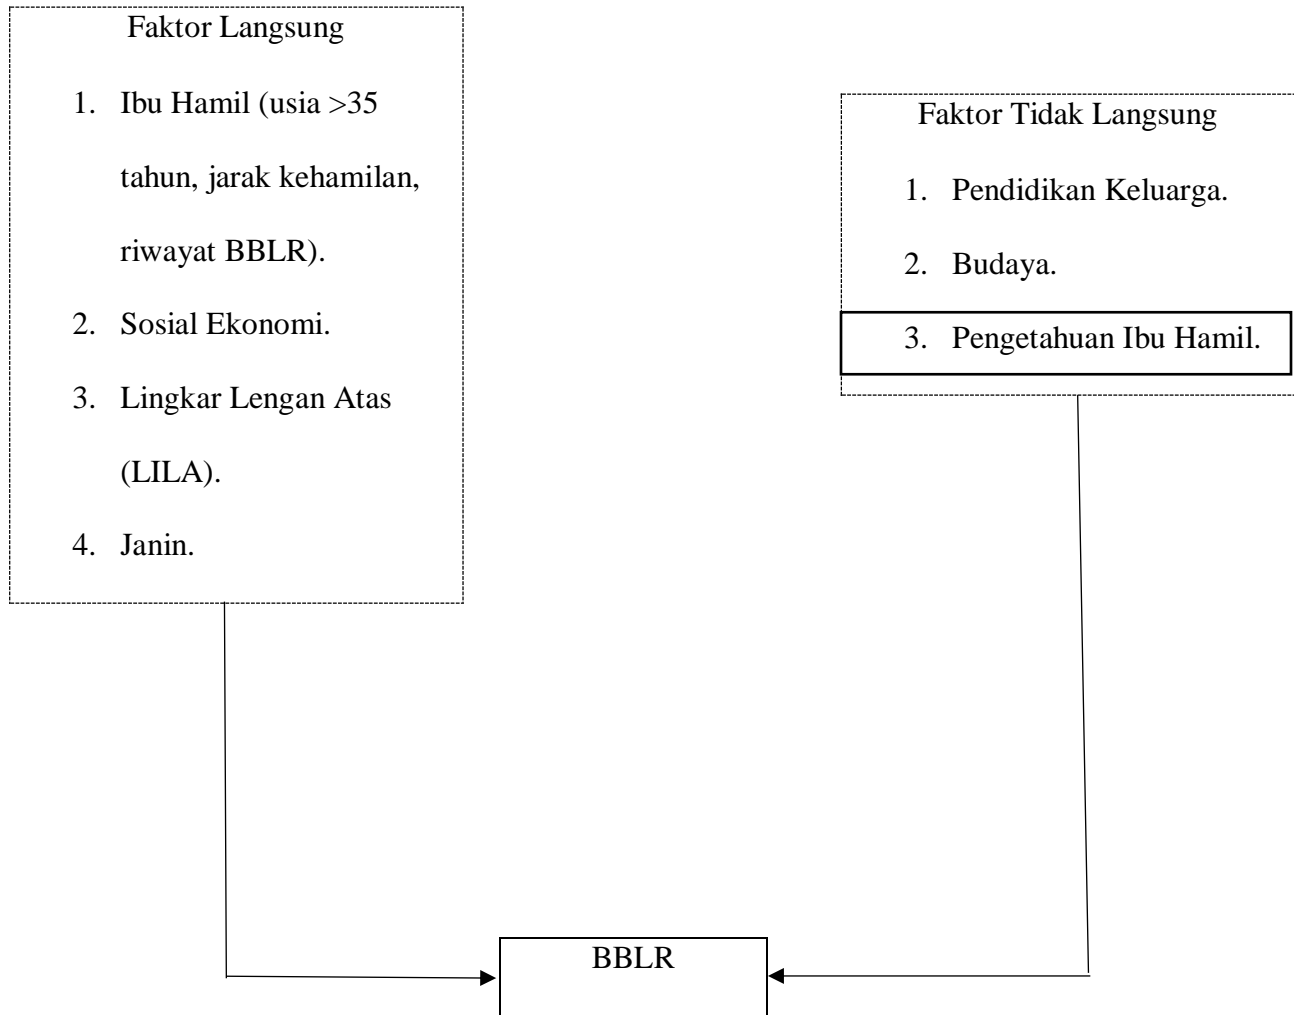 Faktor Langsung
1. Ibu Hamil (usia >35
tahun, jarak kehamilan,
riwayat BBLR).
2. Sosial Ekonomi.
3. Lingkar Lengan Atas
(LILA).
4. Janin.
Faktor Tidak Langsung
1. Pendidikan Keluarga.
2. Budaya.
3. Pengetahuan Ibu Hamil.
BBLR